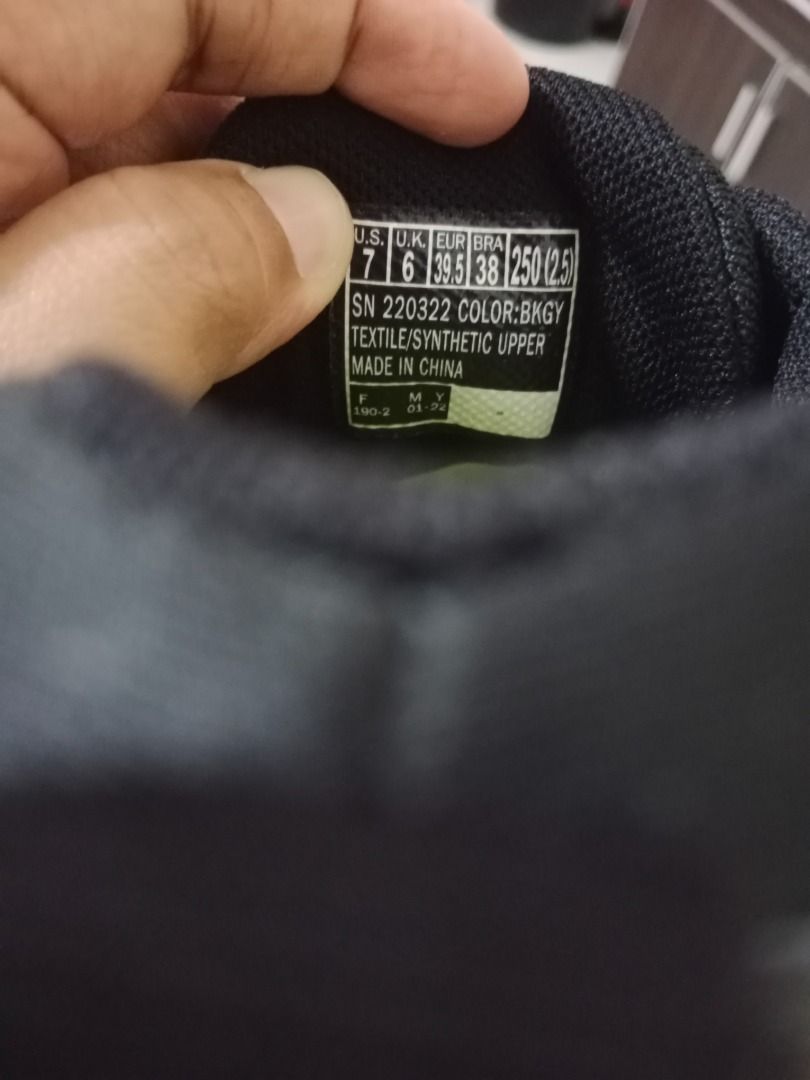 U.S. U.K. EUR BRA
7 6 39.5 38 250 (2.5)
SN 220322 COLOR:BKGY
TEXTILE/SYNTHETIC UPPER
MADE IN CHINA
F M Y
190-2 01-22